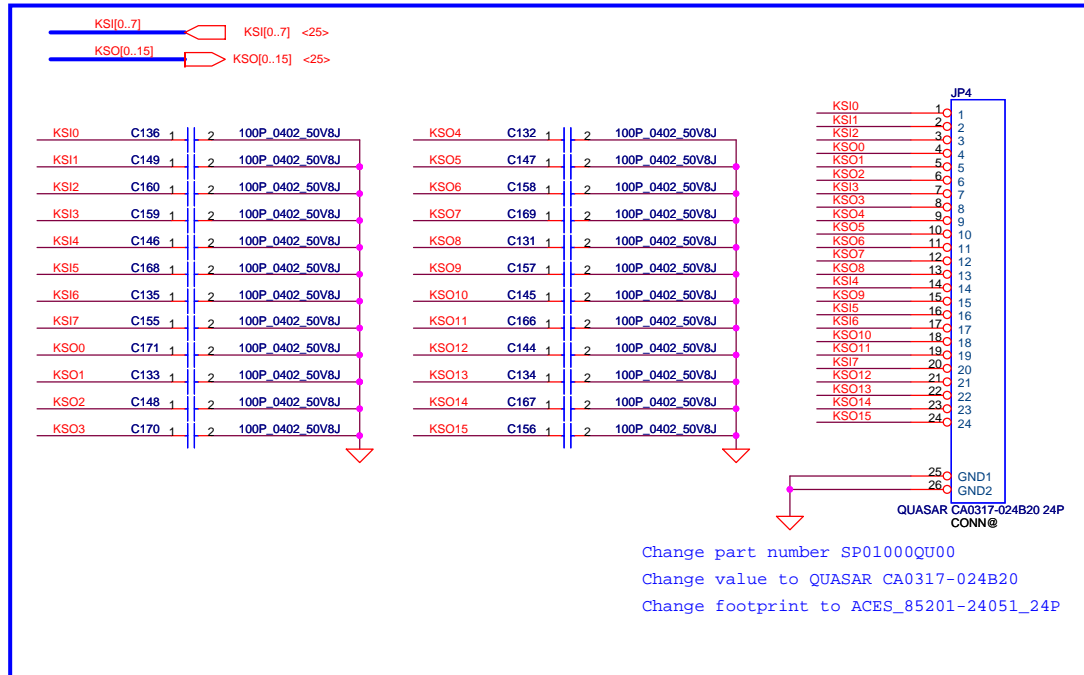 KSI[0..7] KSI[0..7] <25>
KSO[0..15] KSO[0..15] <25>
KSI0 C136 1 2 100P_0402_50V8J
KSI1 C149 1 2 100P_0402_50V8J
KSI2 C160 1 2 100P_0402_50V8J
KSI3 C159 1 2 100P_0402_50V8J
KSI4 C146 1 2 100P_0402_50V8J
KSI5 C168 1 2 100P_0402_50V8J
KSI6 C135 1 2 100P_0402_50V8J
KSI7 C155 1 2 100P_0402_50V8J
KSO0 C171 1 2 100P_0402_50V8J
KSO1 C133 1 2 100P_0402_50V8J
KSO2 C148 1 2 100P_0402_50V8J
KSO3 C170 1 2 100P_0402_50V8J
KSO4 C132 1 2 100P_0402_50V8J
KSO5 C147 1 2 100P_0402_50V8J
KSO6 C158 1 2 100P_0402_50V8J
KSO7 C169 1 2 100P_0402_50V8J
KSO8 C131 1 2 100P_0402_50V8J
KSO9 C157 1 2 100P_0402_50V8J
KSO10 C145 1 2 100P_0402_50V8J
KSO11 C166 1 2 100P_0402_50V8J
KSO12 C144 1 2 100P_0402_50V8J
KSO13 C134 1 2 100P_0402_50V8J
KSO14 C167 1 2 100P_0402_50V8J
KSO15 C156 1 2 100P_0402_50V8J
JP4
KSI0 1 1
KSI1 2 2
KSI2 3 3
KSO0 4 4
KSO1 5 5
KSO2 6 6
KSI3 7 7
KSO3 8 8
KSO4 9 9
KSO5 10 10
KSO6 11 11
KSO7 12 12
KSO8 13 13
KSI4 14 14
KSO9 15 15
KSI5 16 16
KSI6 17 17
KSO10 18 18
KSO11 19 19
KSI7 20 20
KSO12 21 21
KSO13 22 22
KSO14 23 23
KSO15 24 24
25 GND1
26 GND2
QUASAR CA0317-024B20 24P
CONN@
Change part number SP01000QU00
Change value to QUASAR CA0317-024B20
Change footprint to ACES_85201-24051_24P